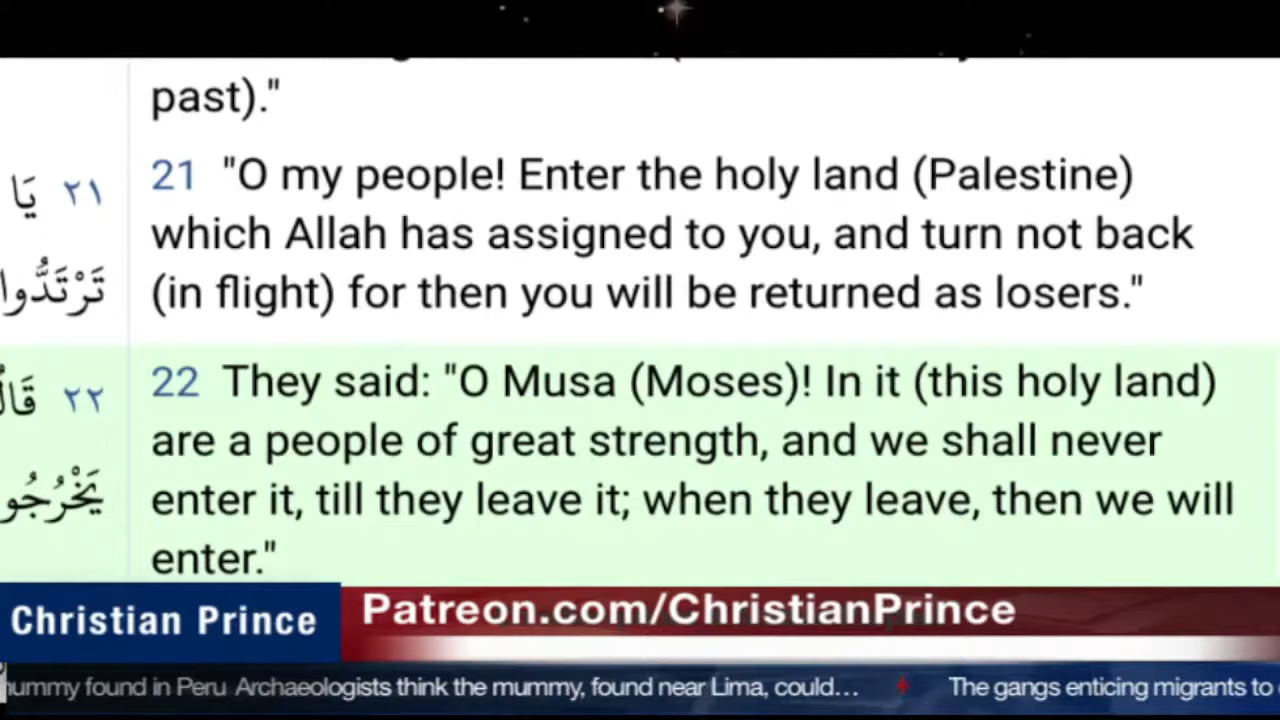 past)."
21 "O my people! Enter the holy land (Palestine)
يَا ٢١
which Allah has assigned to you, and turn not back
(in flight) for then you will be returned as losers."
تَرْتَدُّوا
22 They said: "O Musa (Moses)! In it (this holy land)
٢٢
are a people of great strength, and we shall never
enter it, till they leave it; when they leave, then we will
enter."
Christian Prince
Patreon.com/ChristianPrince
mummy found in Peru Archaeologists think the mummy, found near Lima, could... The gangs enticing migrants to